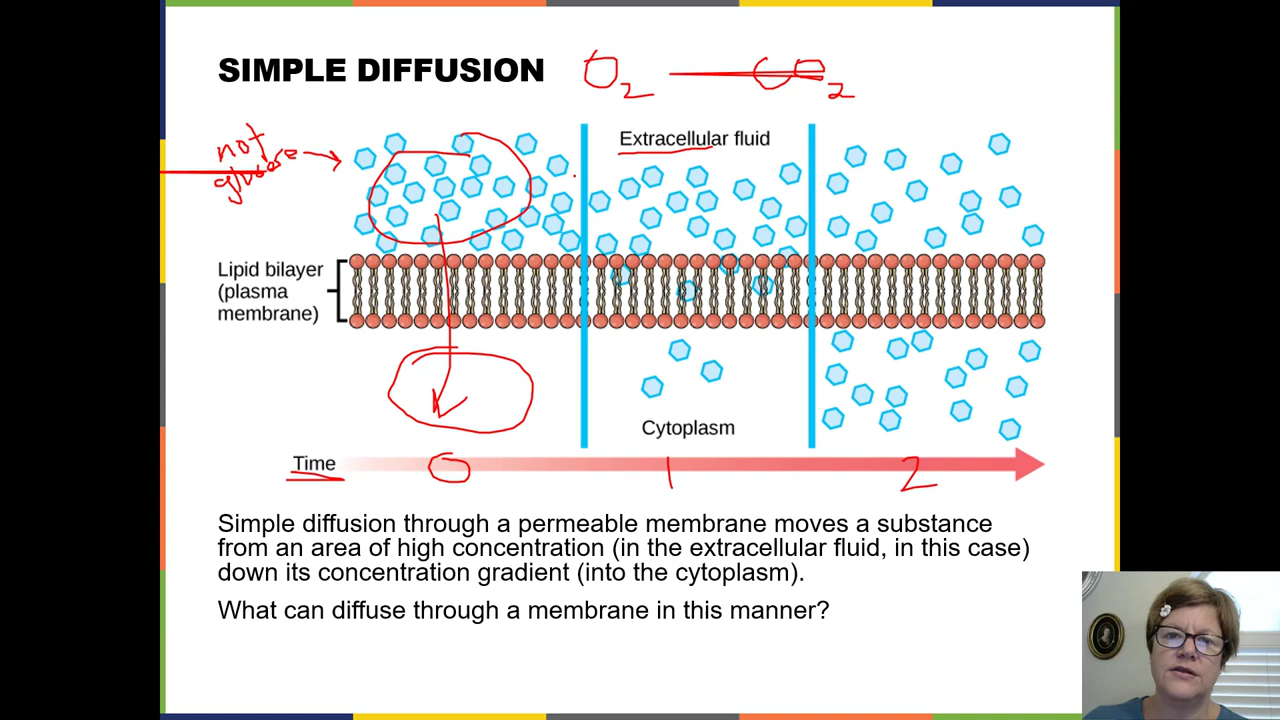 SIMPLE DIFFUSION
O2
CO2
not
glucose
Extracellular fluid
Lipid bilayer
(plasma
membrane)
Cytoplasm
Time
0
1
2
Simple diffusion through a permeable membrane moves a substance
from an area of high concentration (in the extracellular fluid, in this case)
down its concentration gradient (into the cytoplasm).
What can diffuse through a membrane in this manner?